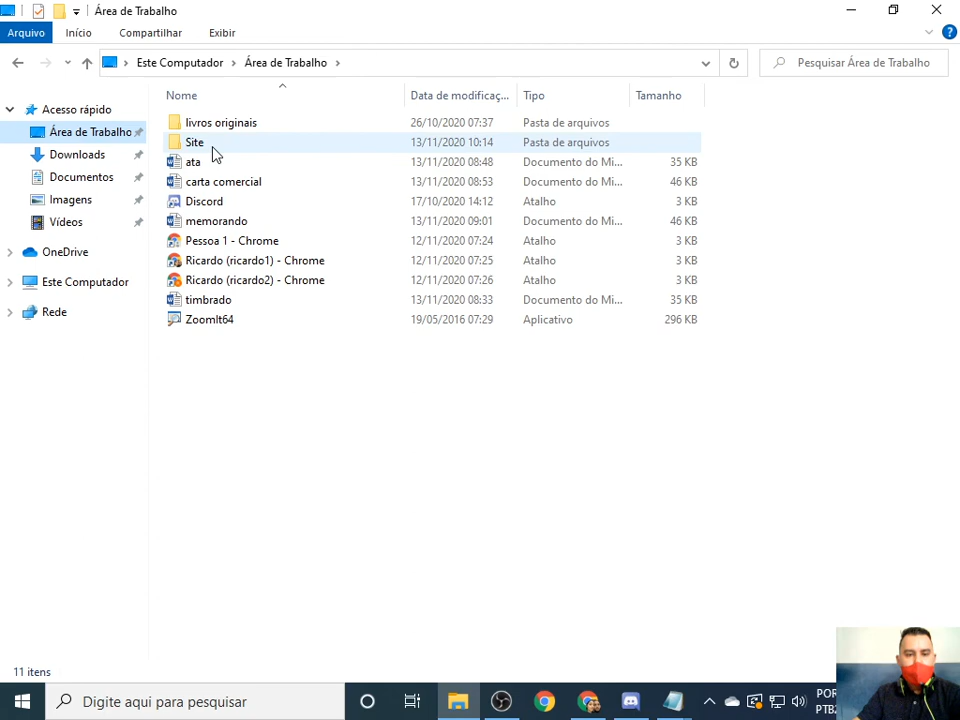 Área de Trabalho
Arquivo Início Compartilhar Exibir
Este Computador Área de Trabalho Pesquisar Área de Trabalho
Nome Data de modificaç... Tipo Tamanho
Acesso rápido
Área de Trabalho
Downloads
Documentos
Imagens
Vídeos
OneDrive
Este Computador
Rede
livros originais 26/10/2020 07:37 Pasta de arquivos
Site 13/11/2020 10:14 Pasta de arquivos
ata 13/11/2020 08:48 Documento do Mi... 35 KB
carta comercial 13/11/2020 08:53 Documento do Mi... 46 KB
Discord 17/10/2020 14:12 Atalho 3 KB
memorando 13/11/2020 09:01 Documento do Mi... 46 KB
Pessoa 1 - Chrome 12/11/2020 07:24 Atalho 3 KB
Ricardo (ricardo1) - Chrome 12/11/2020 07:25 Atalho 3 KB
Ricardo (ricardo2) - Chrome 12/11/2020 07:26 Atalho 3 KB
timbrado 13/11/2020 08:33 Documento do Mi... 35 KB
ZoomIt64 19/05/2016 07:29 Aplicativo 296 KB
11 itens
Digite aqui para pesquisar
POR
PTB2